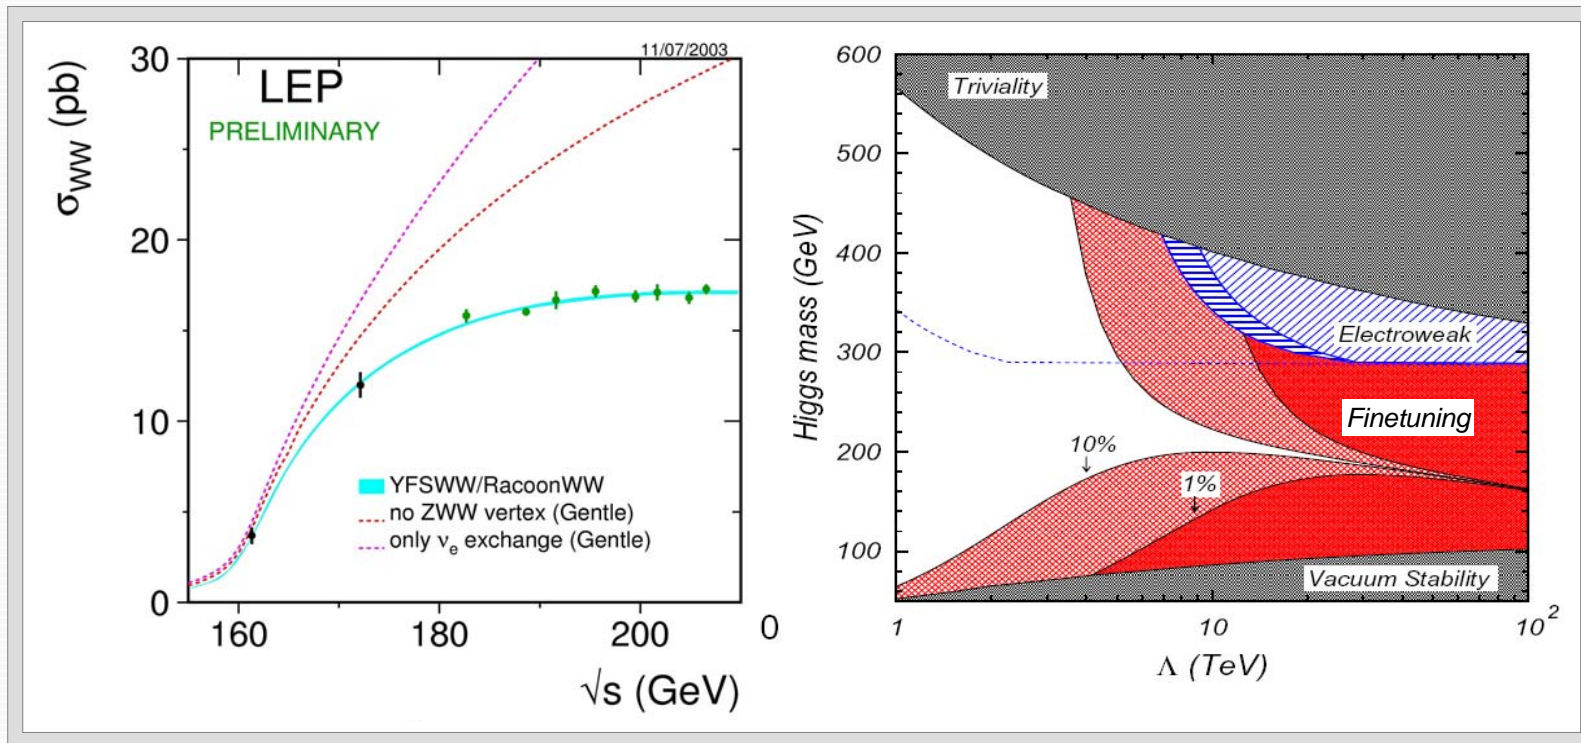 11/07/2003
30
LEP
PRELIMINARY
σWW (pb)
20
10
0
YFSWW/RacoonWW
no ZWW vertex (Gentle)
only νe exchange (Gentle)
160
180
200
0
√s (GeV)
600
Triviality
500
400
Higgs mass (GeV)
Electroweak
300
Finetuning
200
10%
1%
100
Vacuum Stability
1
10
10²
Λ (TeV)